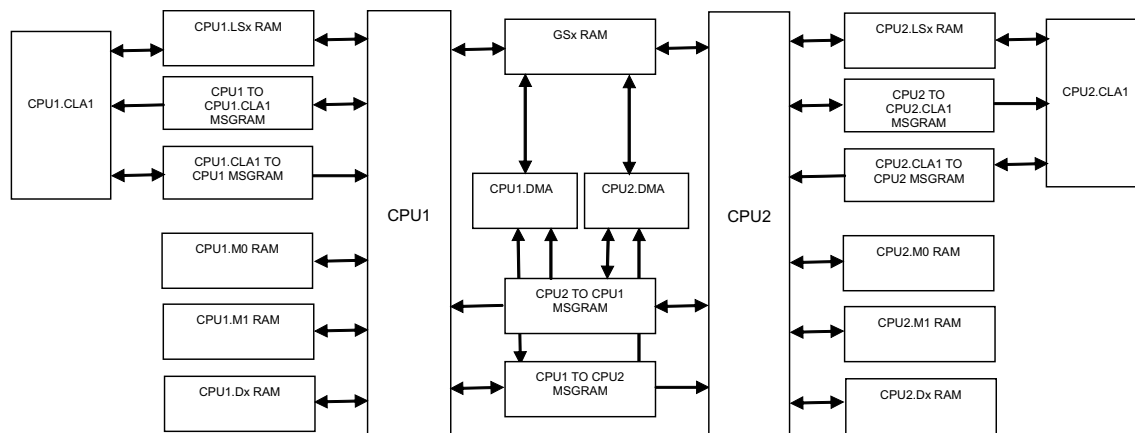 CPU1.CLA1
CPU1.LSx RAM
CPU1 TO
CPU1.CLA1
MSGRAM
CPU1.CLA1 TO
CPU1 MSGRAM
CPU1.M0 RAM
CPU1.M1 RAM
CPU1.Dx RAM
CPU1
GSx RAM
CPU1.DMA
CPU2.DMA
CPU2 TO CPU1
MSGRAM
CPU1 TO CPU2
MSGRAM
CPU2
CPU2.LSx RAM
CPU2 TO
CPU2.CLA1
MSGRAM
CPU2.CLA1 TO
CPU2 MSGRAM
CPU2.M0 RAM
CPU2.M1 RAM
CPU2.Dx RAM
CPU2.CLA1